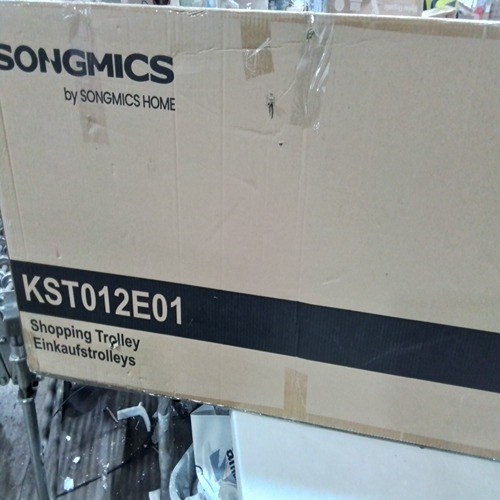 SONGMICS
by SONGMICS HOME
KST012E01
Shopping Trolley
Einkaufstrolleys